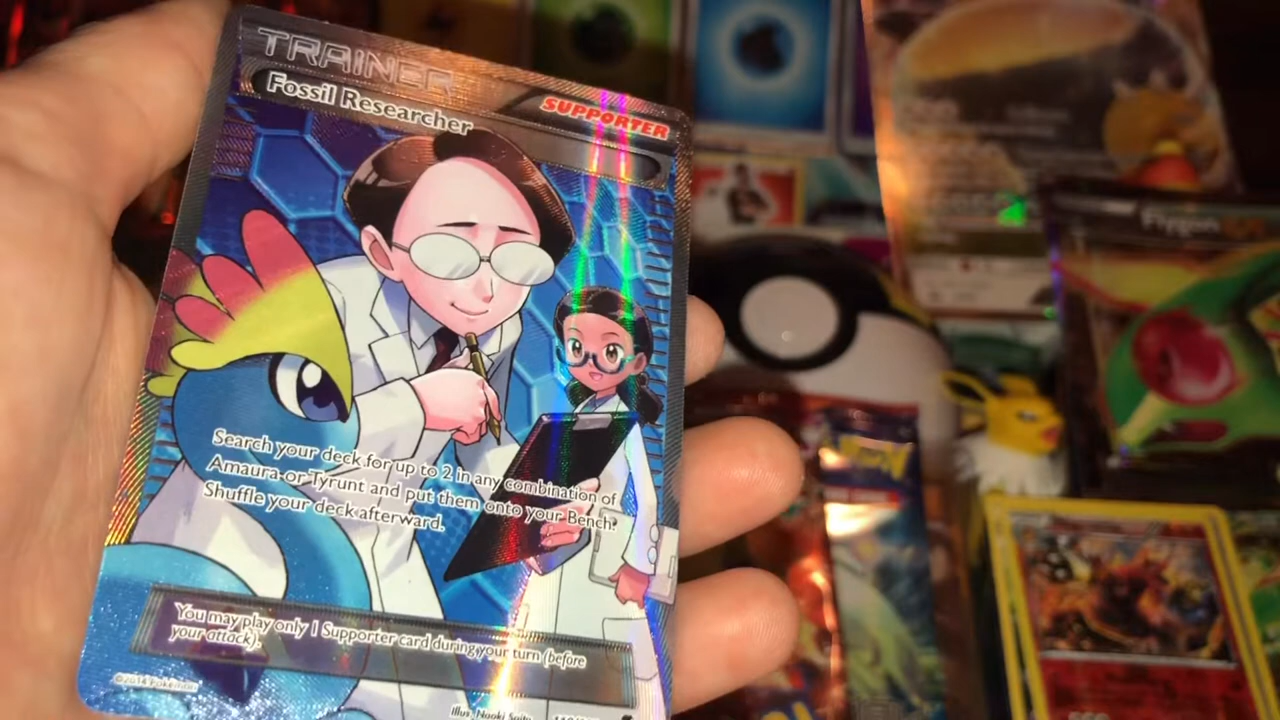 TRAINER
Fossil Researcher
SUPPORTER
Search your deck for up to 2 in any combination of
Amaura or Tyrunt and put them onto your Bench.
Shuffle your deck afterward.
You may play only 1 Supporter card during your turn (before
your attack).
©2014 Pokémon
Illus. Naoki Saito
Flygon